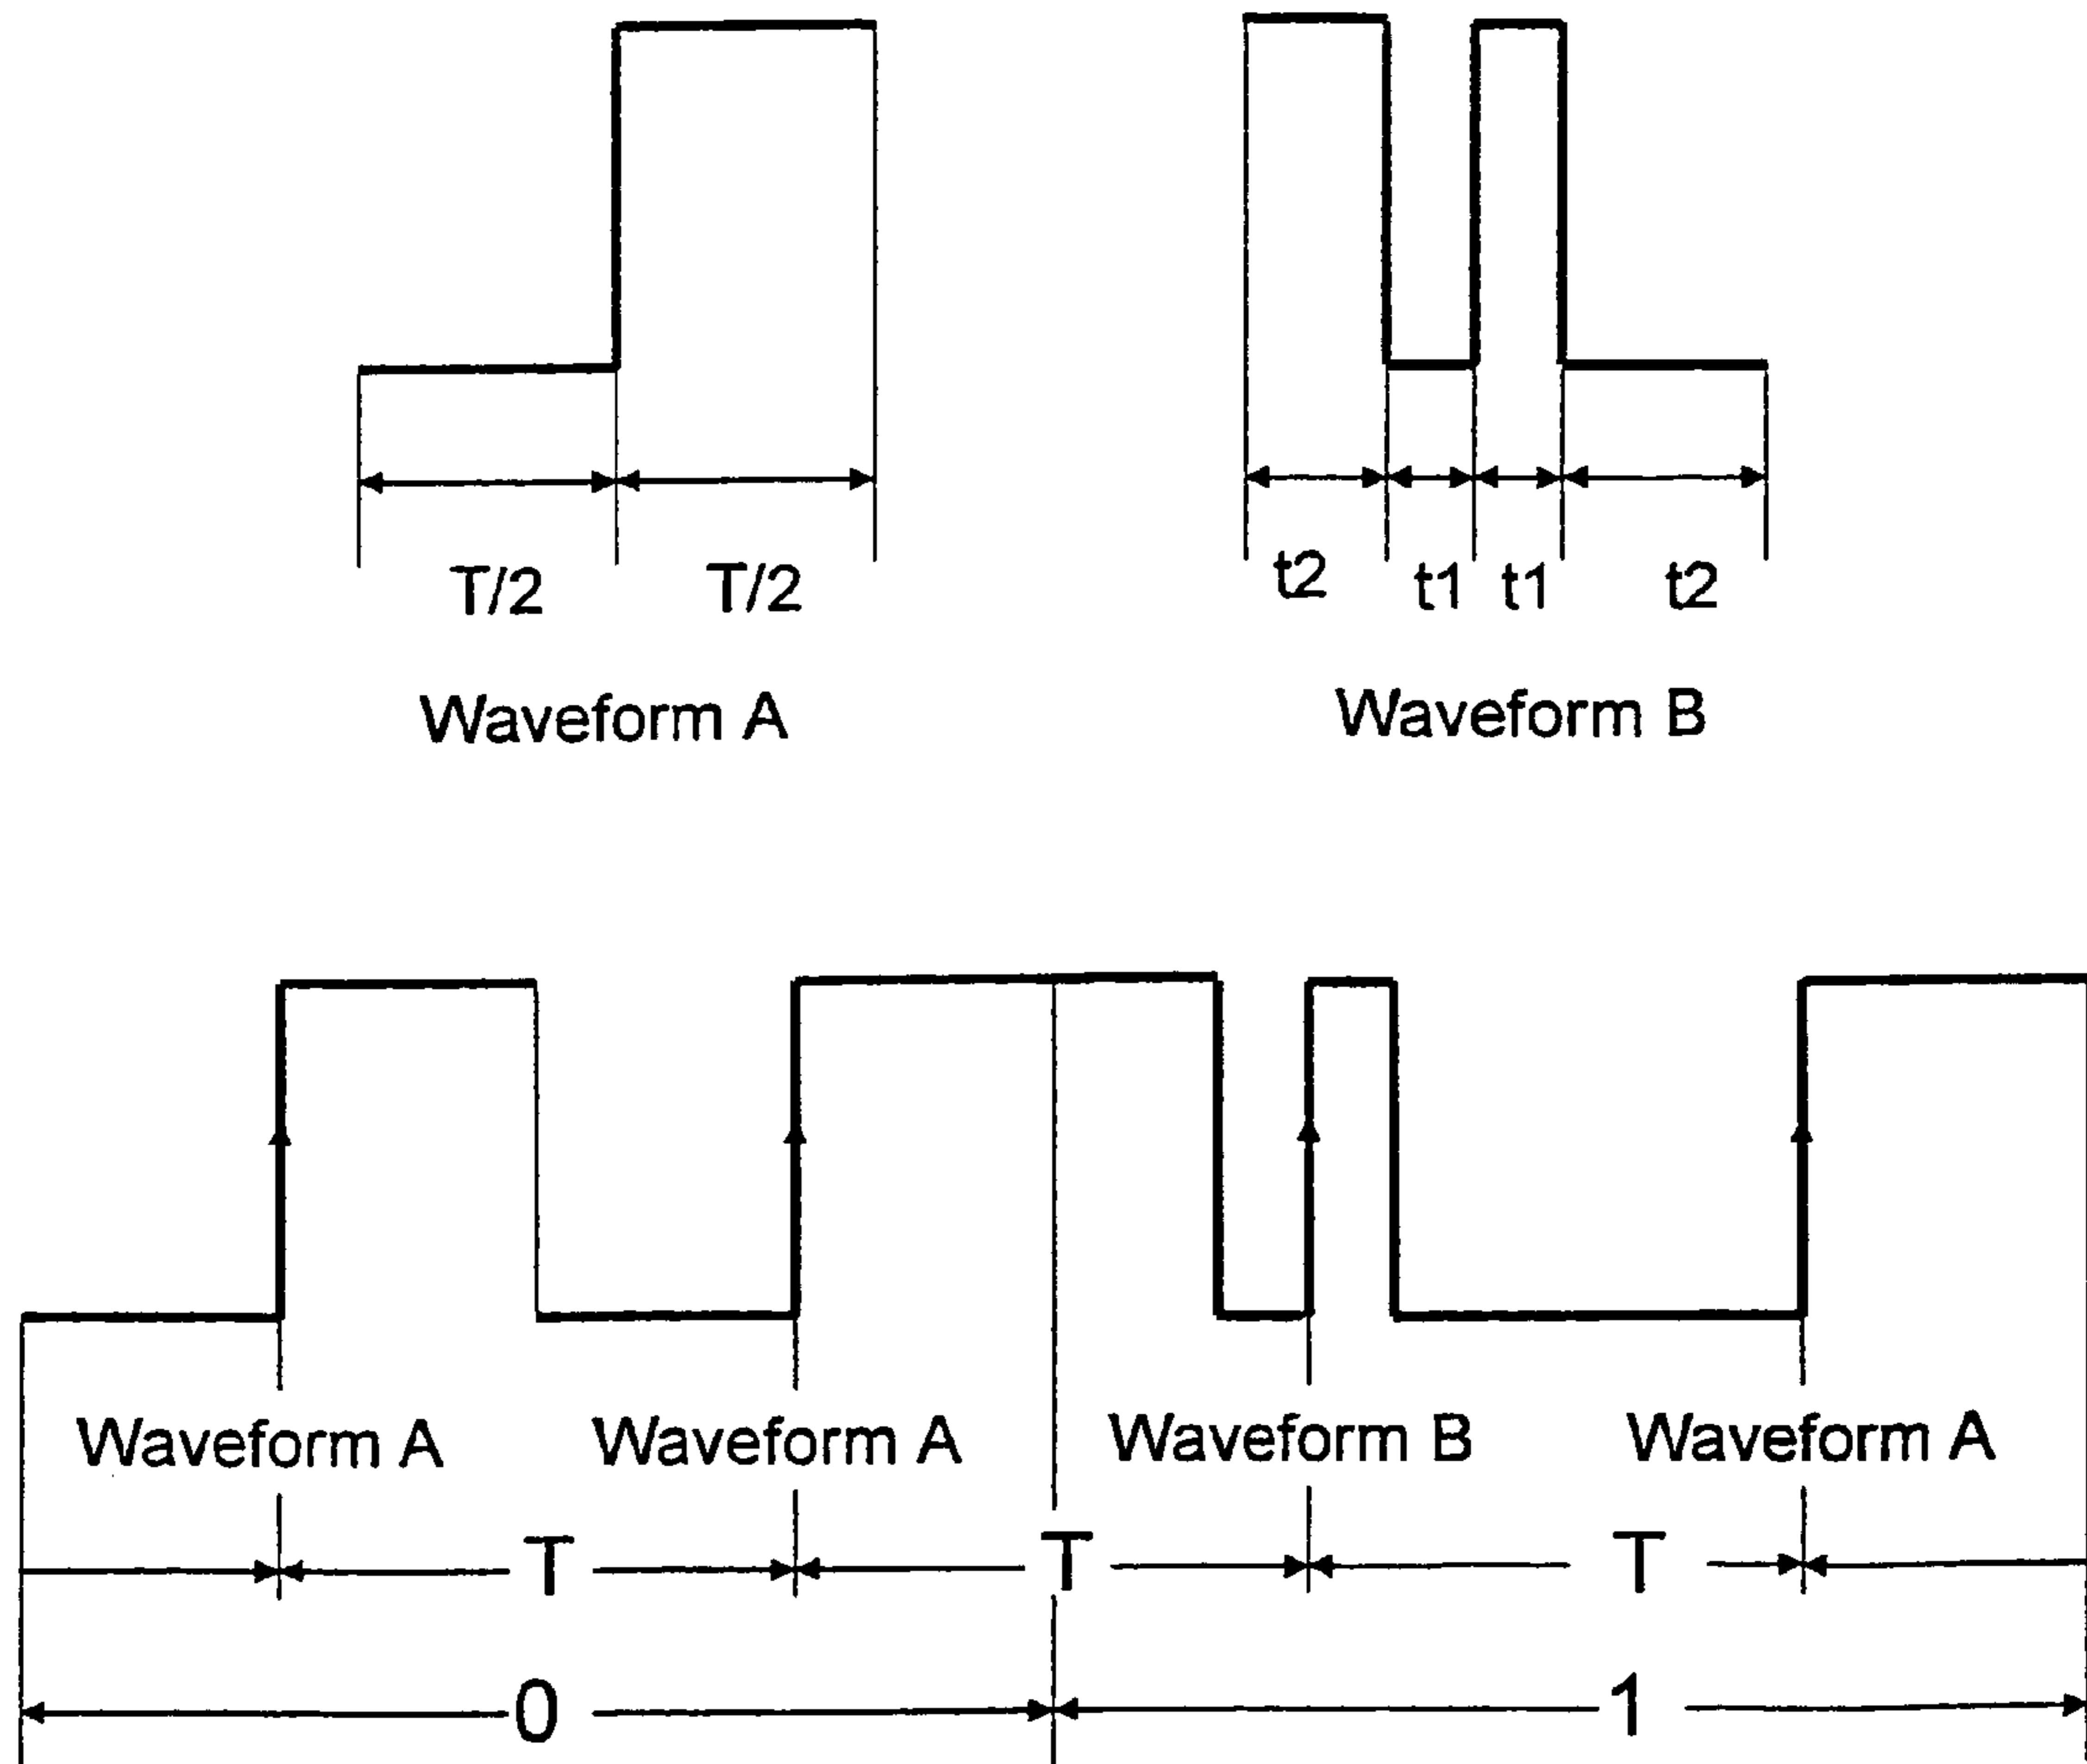 T/2 T/2 t2 t1 t1 t2
Waveform A Waveform B
Waveform A Waveform A Waveform B Waveform A
T T T
0 1